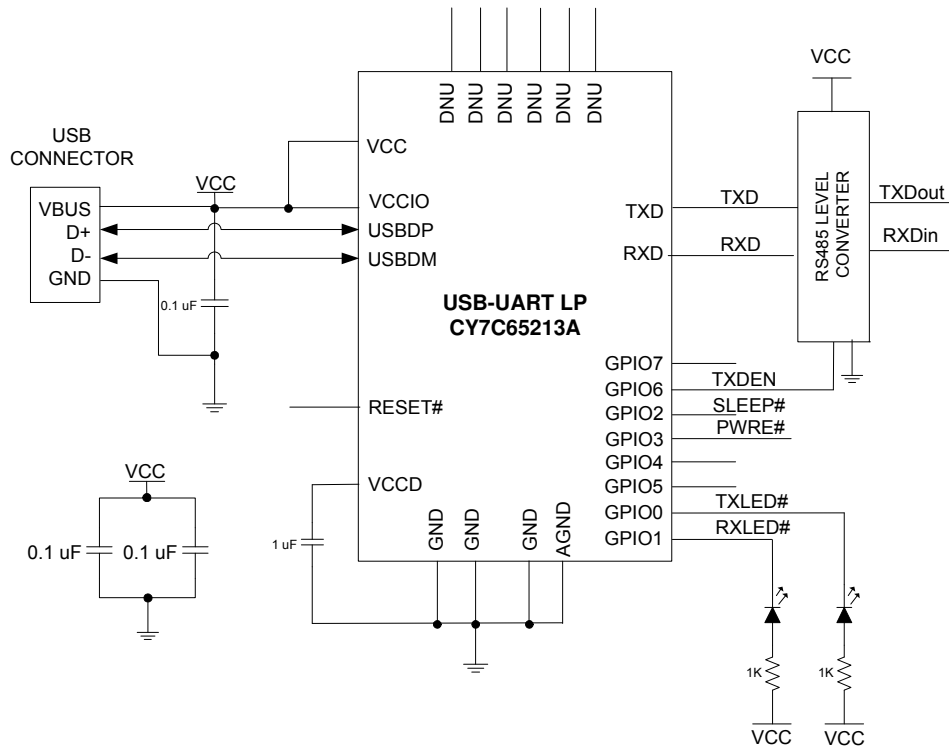 DNU
DNU
DNU
DNU
DNU
DNU
VCC
USB
CONNECTOR
VCC
VCC
VBUS
VCCIO
D+
USBDP
D-
USBDM
GND
0.1 uF
TXD
TXD
RXD
RXD
RS485 LEVEL
CONVERTER
TXDout
RXDin
USB-UART LP
CY7C65213A
GPIO7
GPIO6
TXDEN
RESET#
GPIO2
SLEEP#
GPIO3
PWRE#
GPIO4
GPIO5
VCC
VCCD
GPIO0
TXLED#
GPIO1
RXLED#
GND
GND
GND
AGND
0.1 uF
0.1 uF
1 uF
1K
1K
VCC
VCC